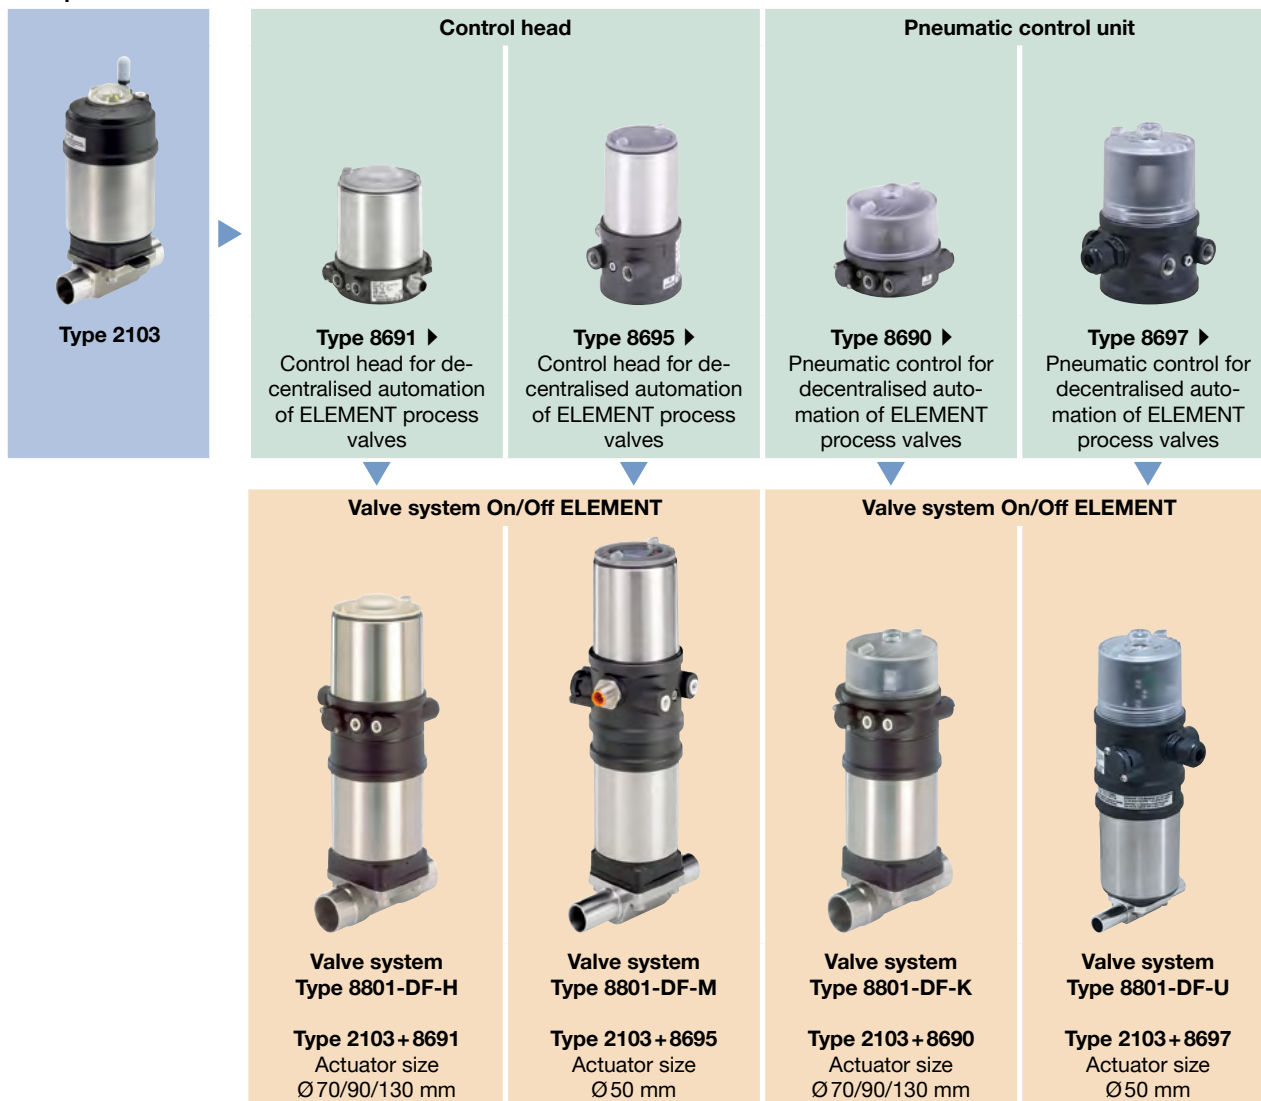 Control head
Pneumatic control unit
Type 2103
Type 8691
Control head for de-
centralised automation
of ELEMENT process
valves
Type 8695
Control head for de-
centralised automation
of ELEMENT process
valves
Type 8690
Pneumatic control for
decentralised auto-
mation of ELEMENT
process valves
Type 8697
Pneumatic control for
decentralised auto-
mation of ELEMENT
process valves
Valve system On/Off ELEMENT
Valve system On/Off ELEMENT
Valve system
Type 8801-DF-H
Type 2103+8691
Actuator size
Ø70/90/130 mm
Valve system
Type 8801-DF-M
Type 2103+8695
Actuator size
Ø50 mm
Valve system
Type 8801-DF-K
Type 2103+8690
Actuator size
Ø70/90/130 mm
Valve system
Type 8801-DF-U
Type 2103+8697
Actuator size
Ø50 mm